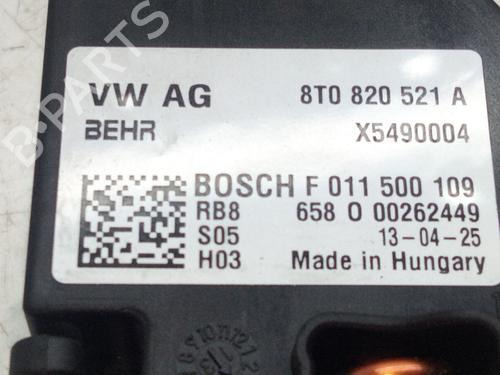 B-PARTS
VW AG 8T0 820 521 A
BEHR X5490004
BOSCH F 011 500 109
RB8 658 0 00262449
S05 13-04-25
H03 Made in Hungary